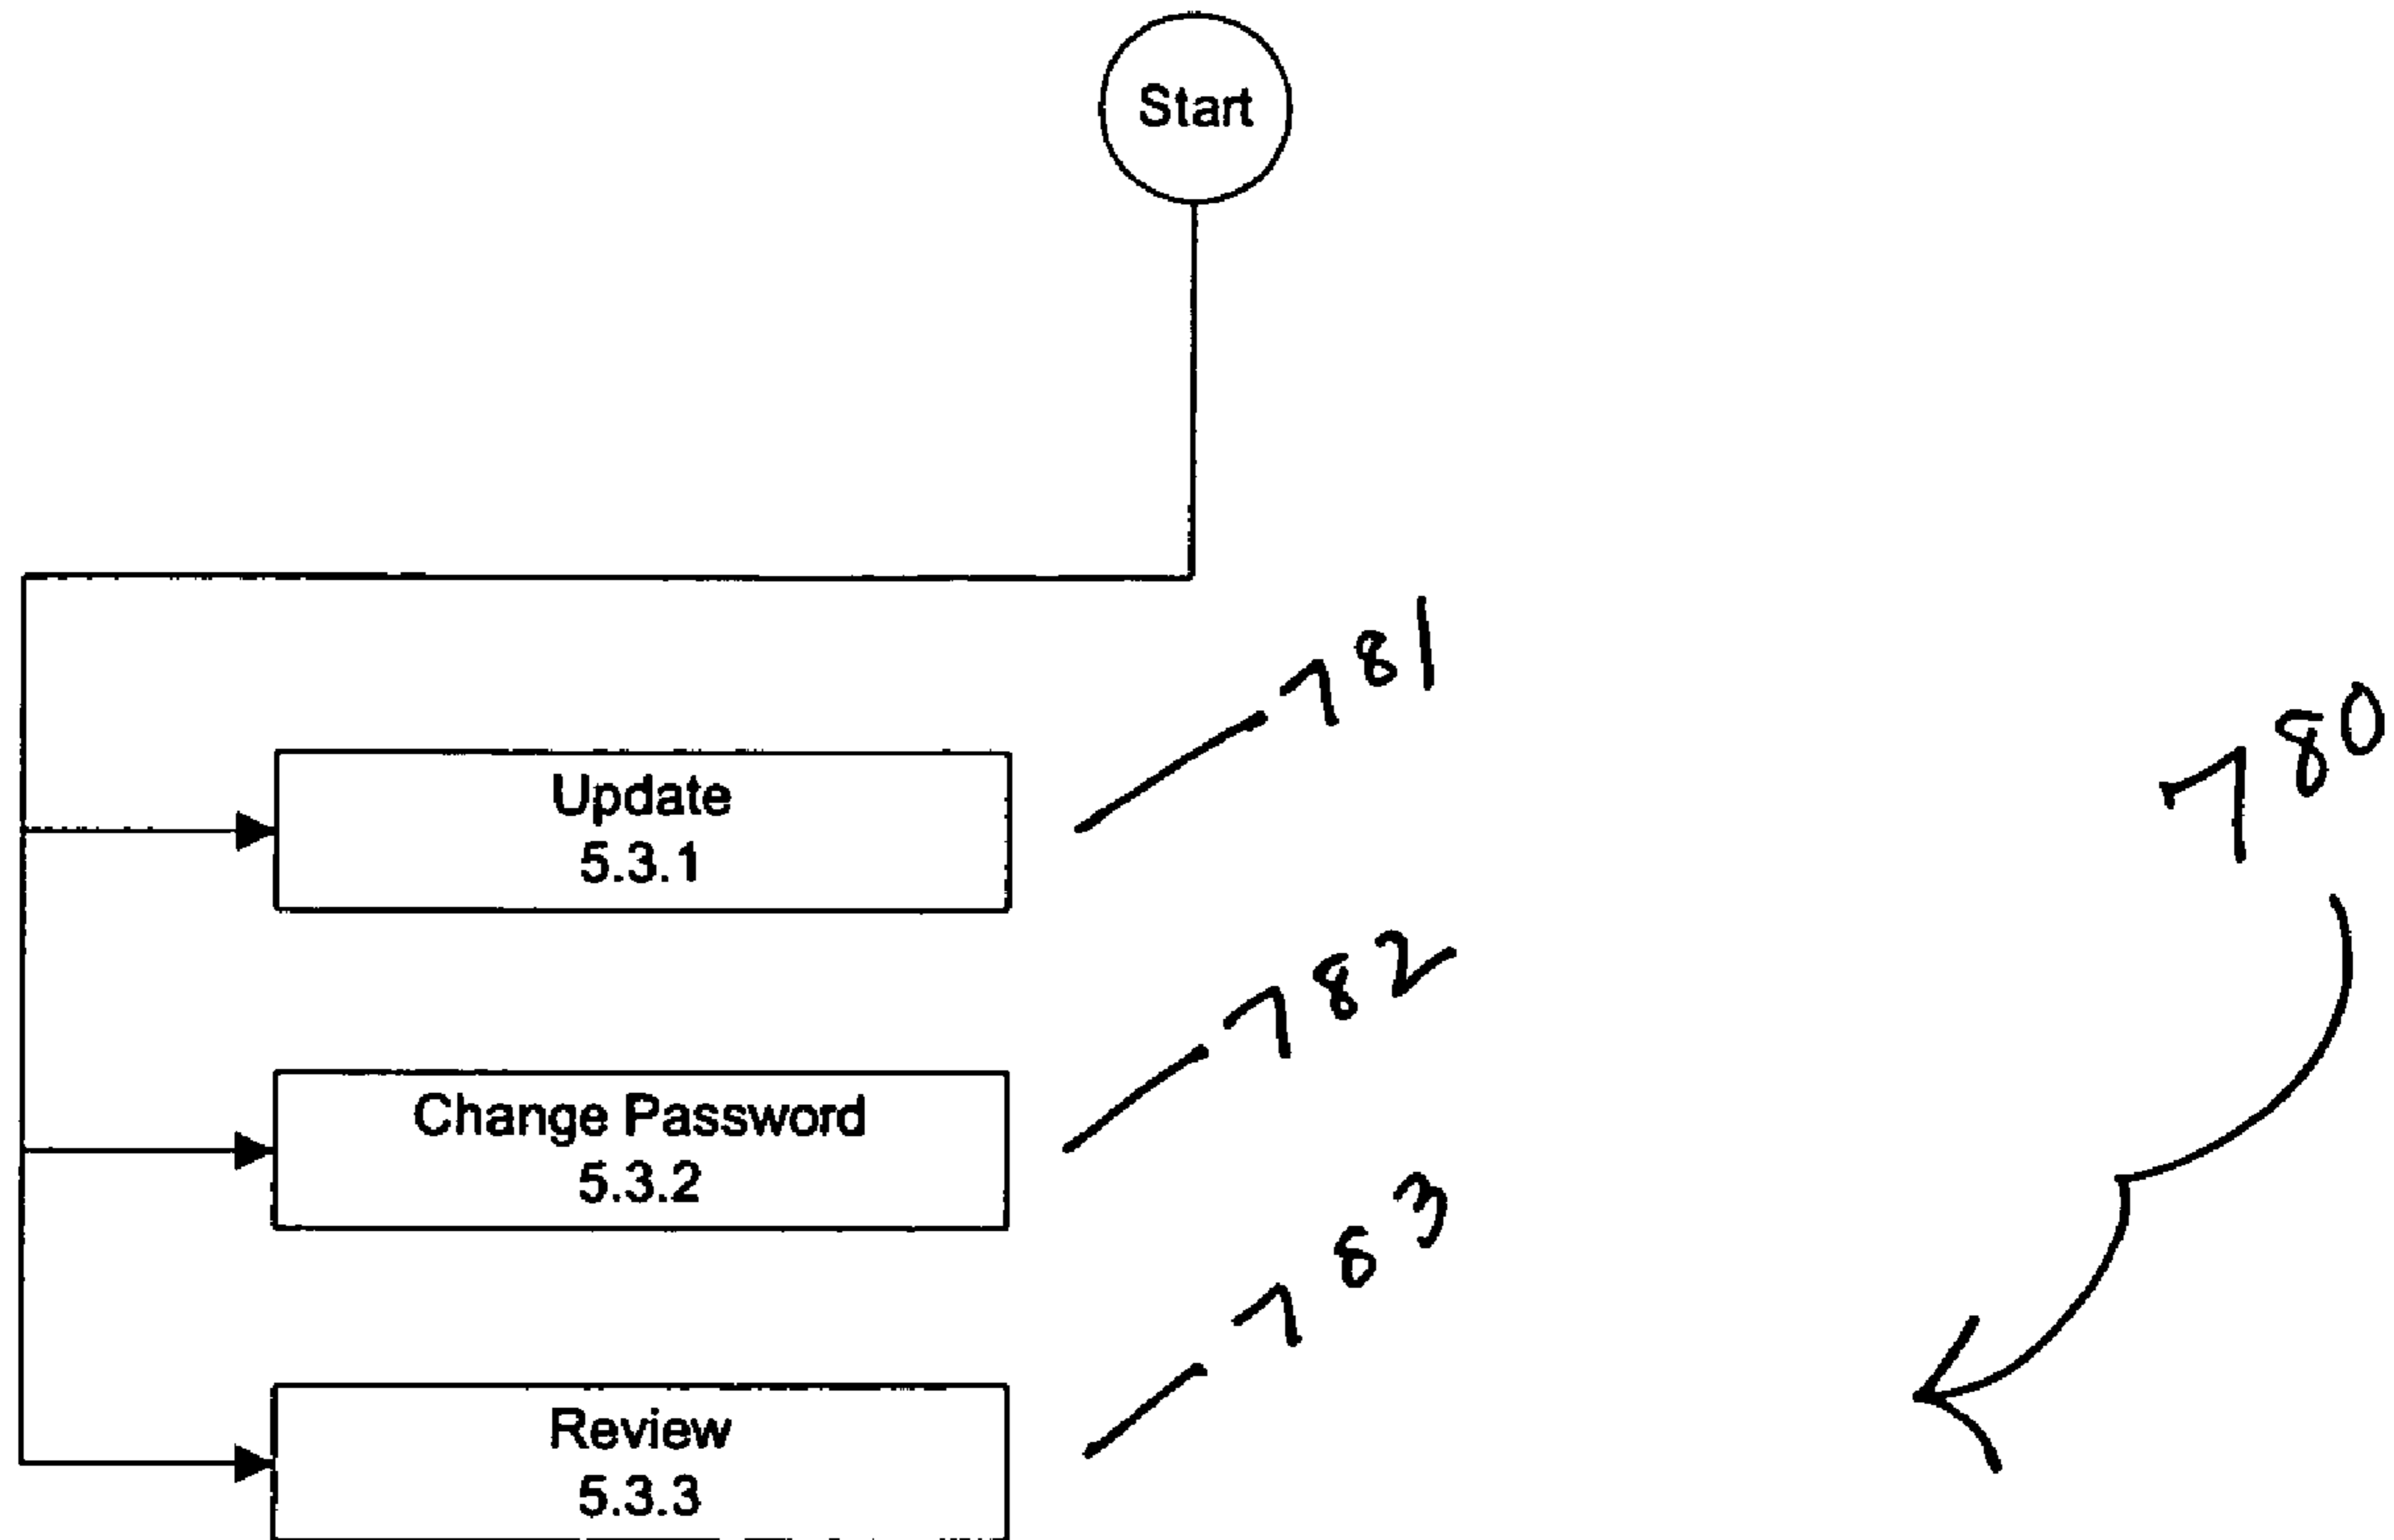 Start
781
780
Update
5.3.1
782
Change Password
5.3.2
783
Review
5.3.3